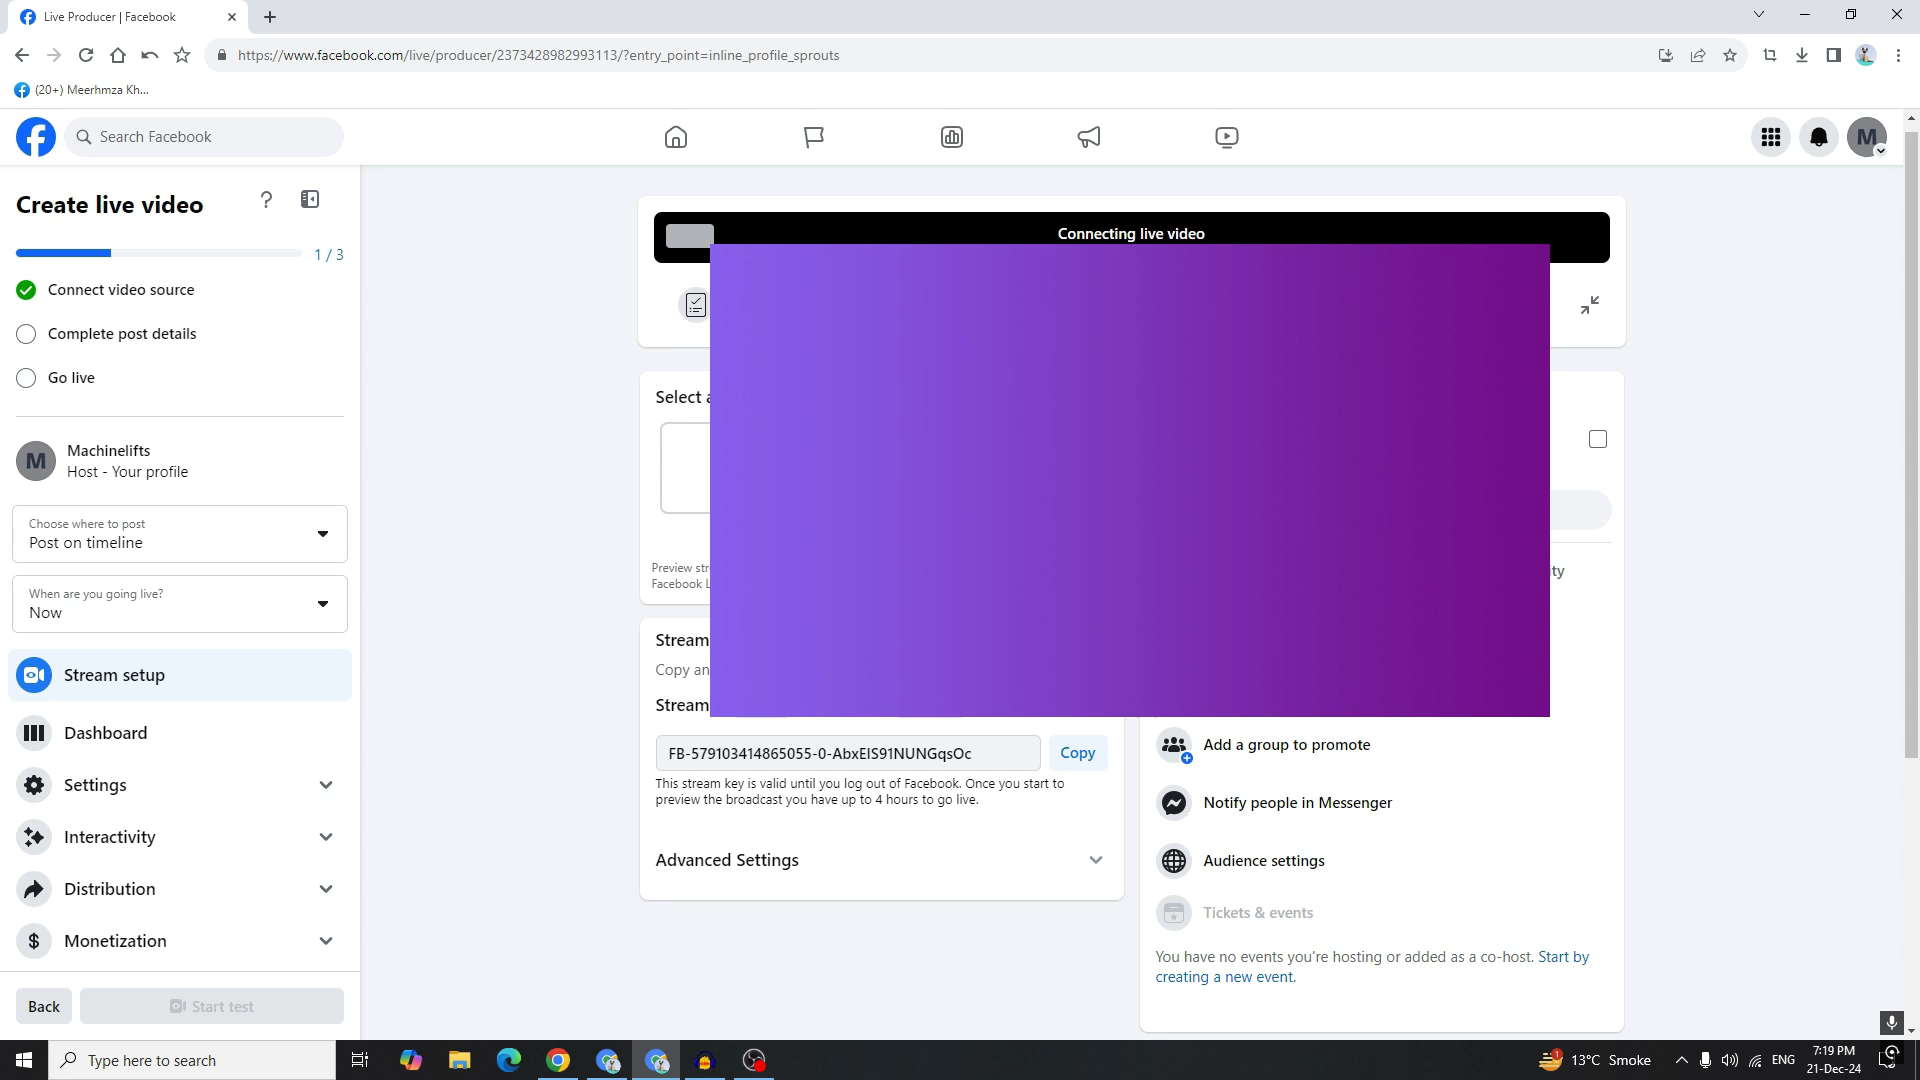 Live Producer | Facebook
https://www.facebook.com/live/producer/2373428982993113/?entry_point=inline_profile_sprouts
(20+) Meerhmza Kh...
Search Facebook
M
Create live video
?
1 / 3
Connect video source
Complete post details
Go live
M
Machinelifts
Host - Your profile
Choose where to post
Post on timeline
When are you going live?
Now
Stream setup
Dashboard
Settings
Interactivity
Distribution
$ Monetization
Back
Start test
Connecting live video
Select
Preview
Facebook
Stream
Copy
Stream
FB-579103414865055-0-AbxEIS91NUNGqsOc
Copy
This stream key is valid until you log out of Facebook. Once you start to
preview the broadcast you have up to 4 hours to go live.
Advanced Settings
Add a group to promote
Notify people in Messenger
Audience settings
Tickets & events
You have no events you're hosting or added as a co-host. Start by
creating a new event.
Type here to search
1
13°C Smoke
ENG
7:19 PM
21-Dec-24